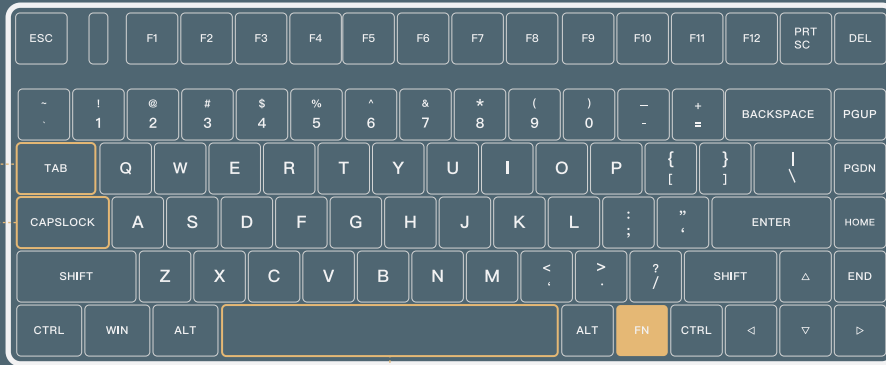 ESC F1 F2 F3 F4 F5 F6 F7 F8 F9 F10 F11 F12 PRT SC DEL
~ ! @ # $ % ^ & * ( ) — +
· 1 2 3 4 5 6 7 8 9 0 - = BACKSPACE PGUP
TAB Q W E R T Y U I O P { [ } ] | \ PGDN
CAPSLOCK A S D F G H J K L : ; ” ‘ ENTER HOME
SHIFT Z X C V B N M < ‘ > · ? / SHIFT △ END
CTRL WIN ALT ALT FN CTRL ◁ ▽ ▷